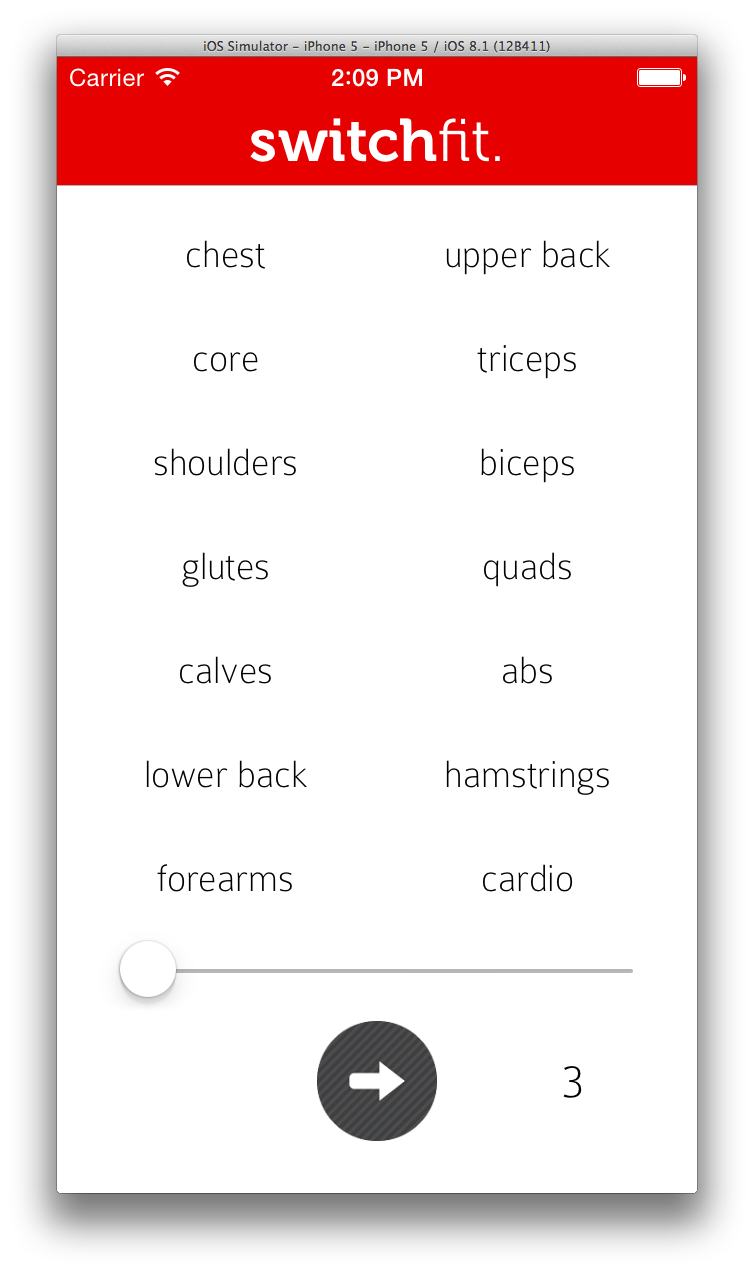 iOS Simulator – iPhone 5 – iPhone 5 / iOS 8.1 (12B411)
Carrier 2:09 PM
switchfit.
chest upper back
core triceps
shoulders biceps
glutes quads
calves abs
lower back hamstrings
forearms cardio
3